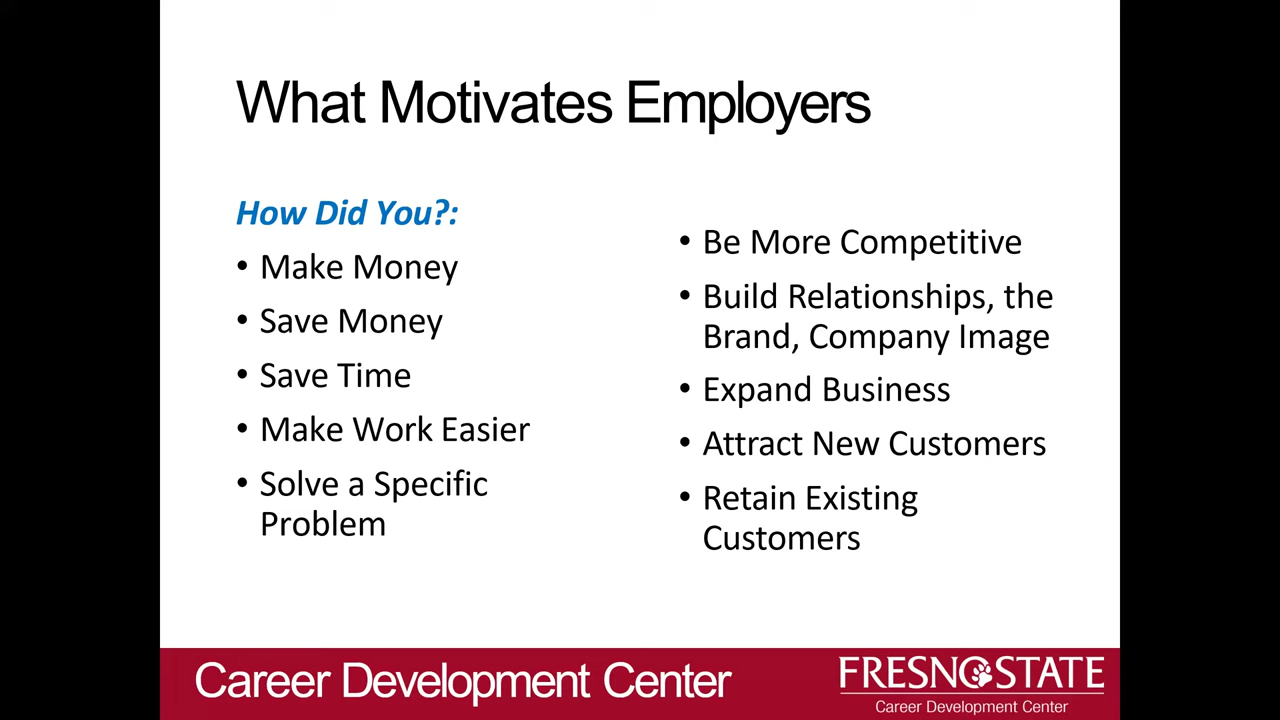 What Motivates Employers
How Did You?:
• Make Money
• Save Money
• Save Time
• Make Work Easier
• Solve a Specific
Problem
• Be More Competitive
• Build Relationships, the
Brand, Company Image
• Expand Business
• Attract New Customers
• Retain Existing
Customers
Career Development Center
FRESNO STATE
Career Development Center